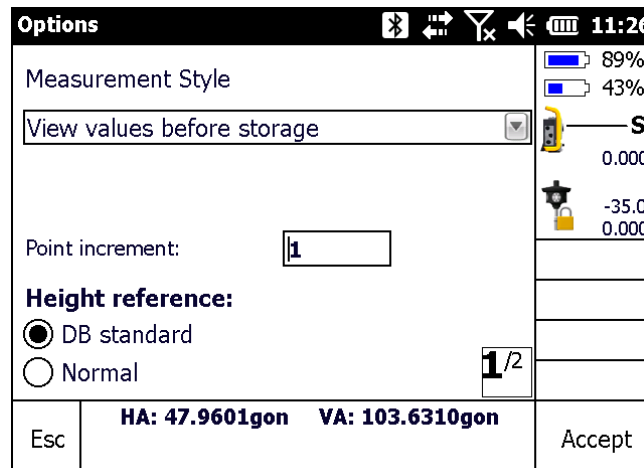 Options 11:26
89%
43%
Measurement Style
View values before storage
S
0.000
-35.0
0.000
Point increment: 1
Height reference:
DB standard
Normal
1/2
HA: 47.9601gon VA: 103.6310gon
Esc
Accept